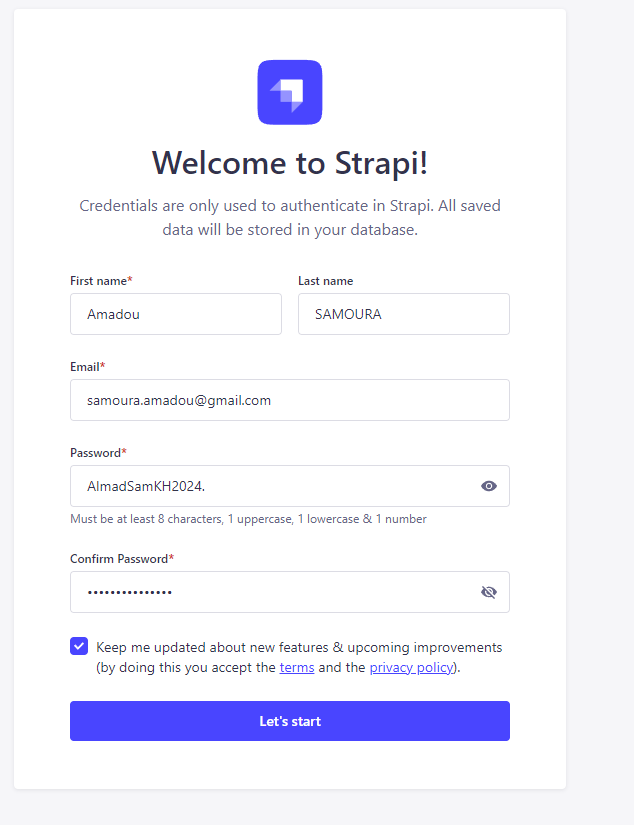 Welcome to Strapi!
Credentials are only used to authenticate in Strapi. All saved
data will be stored in your database.
First name*
Last name
Amadou
SAMOURA
Email*
samoura.amadou@gmail.com
Password*
AlmadSamKH2024.
Must be at least 8 characters, 1 uppercase, 1 lowercase & 1 number
Confirm Password*
•••••••••••••••
Keep me updated about new features & upcoming improvements
(by doing this you accept the terms and the privacy policy).
Let's start